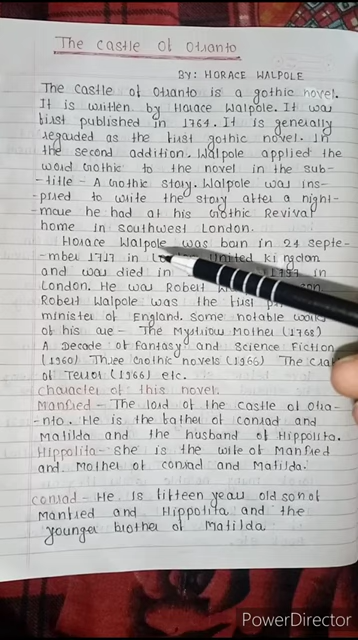 The Castle of Otranto
BY: HORACE WALPOLE
The Castle of Otranto is a gothic novel.
It is written by Horace Walpole. It was
first published in 1764. It is generally
regarded as the first gothic novel. In
the second addition. Walpole applied the
word Gothic to the novel in the sub-
-title - A Gothic story. Walpole was ins-
-pired to write the story after a night-
-mare he had at his Gothic Revival
home in southwest London.
Horace Walpole was born in 24 septe-
-mber 1717 in United kingdom
and was died in 1797 in
London. He was Robert
Robert Walpole was the first
minister of England. Some notable work
of his are - The Mystrious Mother (1768)
A Decade of Fantasy and Science Fiction
(1960) Three Gothic novels (1966) The
of Terror (1966) etc.
Character of this novel.
Manfred - The lord of the Castle of Otra-
-nto. He is the father of conrad and
Matilda and the husband of Hippolita.
Hippolita - she is the wife of Manfred
and Mother of conrad and Matilda.
conrad - He is fifteen year old son of
Manfred and Hippolita and the
younger brother of Matilda
PowerDirector